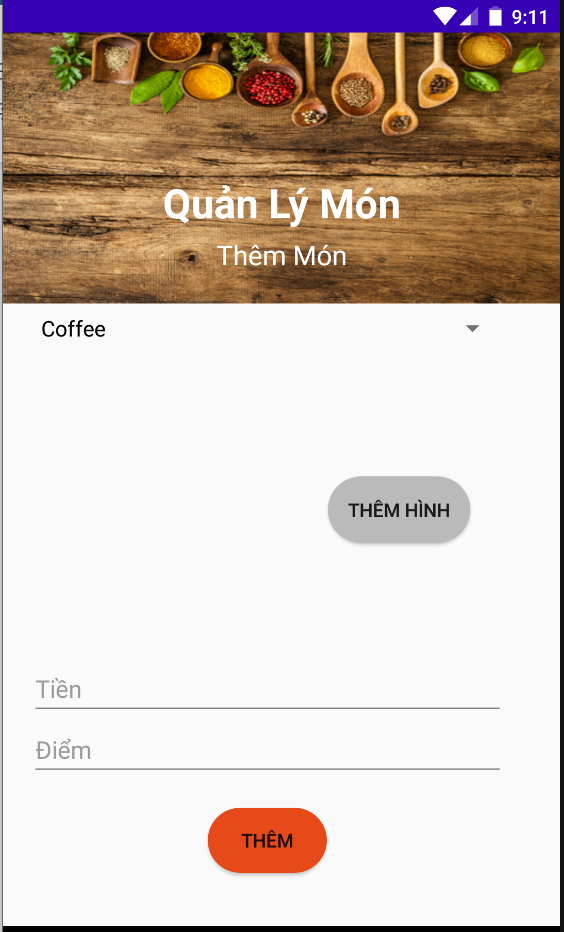 9:11
Quản Lý Món
Thêm Món
Coffee
THÊM HÌNH
Tiền
Điểm
THÊM